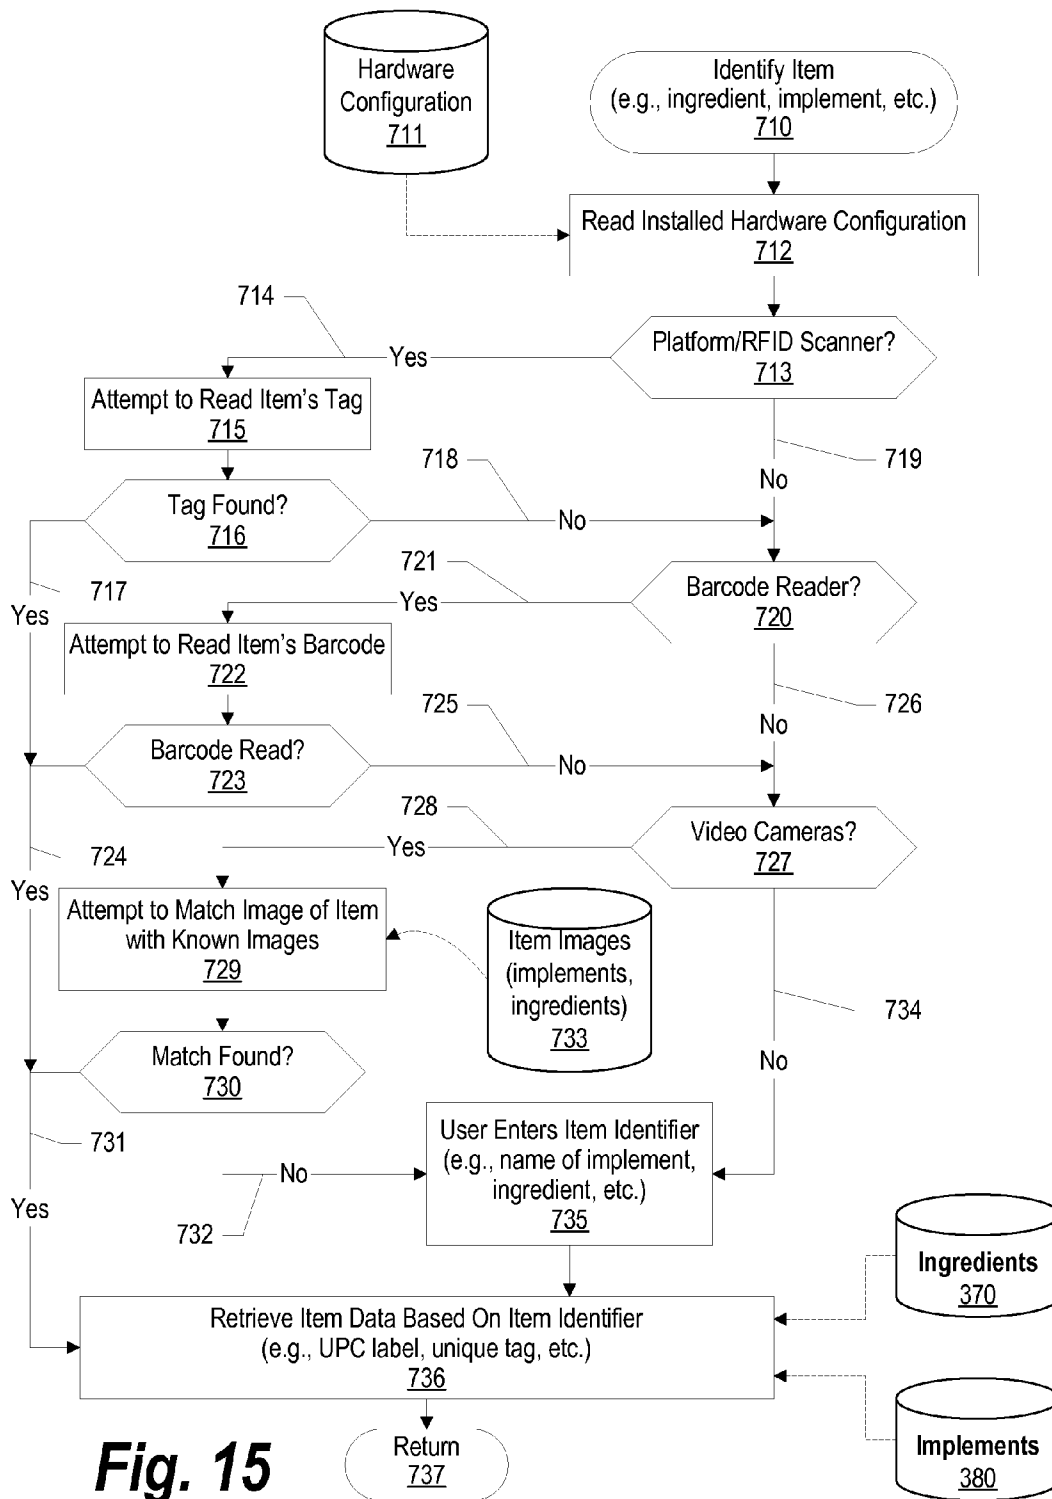 Hardware
Configuration
711
Identify Item
(e.g., ingredient, implement, etc.)
710
Read Installed Hardware Configuration
712
714
Yes
Platform/RFID Scanner?
713
Attempt to Read Item's Tag
715
718
719
No
Tag Found?
716
No
717
Yes
721
Yes
Barcode Reader?
720
Attempt to Read Item's Barcode
722
725
726
No
Barcode Read?
723
No
728
Yes
Video Cameras?
727
724
Yes
Attempt to Match Image of Item
with Known Images
729
Item Images
(implements,
ingredients)
733
734
No
Match Found?
730
731
Yes
User Enters Item Identifier
(e.g., name of implement,
ingredient, etc.)
735
No
732
Ingredients
370
Retrieve Item Data Based On Item Identifier
(e.g., UPC label, unique tag, etc.)
736
Implements
380
Return
737
Fig. 15